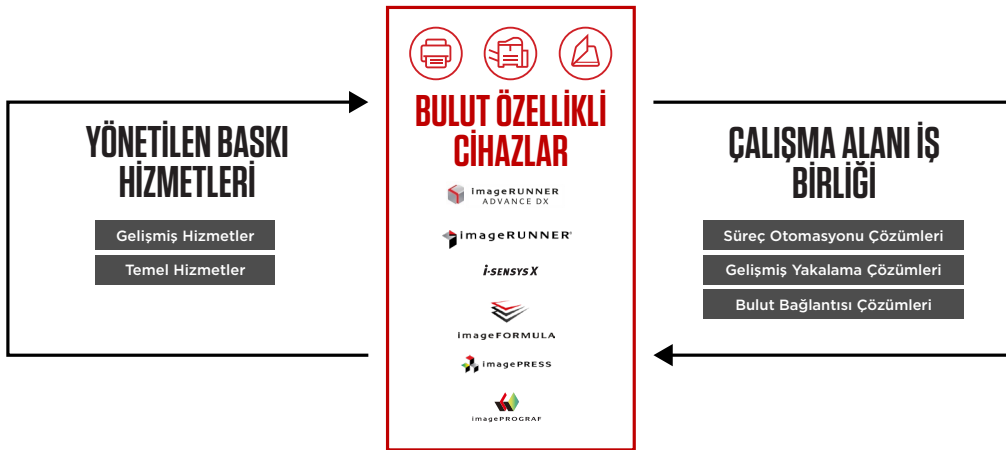 YÖNETİLEN BASKI
HİZMETLERİ
Gelişmiş Hizmetler
Temel Hizmetler
BULUT ÖZELLİKLİ
CİHAZLAR
imageRUNNER
ADVANCE DX
imageRUNNER®
i-SENSYS X
imageFORMULA
imagePRESS
imagePROGRAF
ÇALIŞMA ALANI İŞ
BİRLİĞİ
Süreç Otomasyonu Çözümleri
Gelişmiş Yakalama Çözümleri
Bulut Bağlantısı Çözümleri